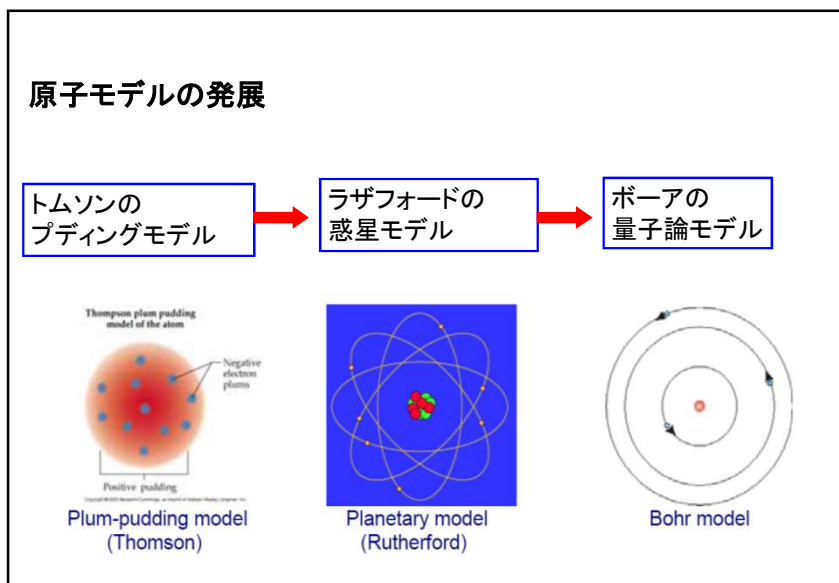 原子モデルの発展
トムソンの
プディングモデル
ラザフォードの
惑星モデル
ボーアの
量子論モデル
Thompson plum pudding
model of the atom
Negative
electron
plums
Positive pudding
Plum-pudding model
(Thomson)
Planetary model
(Rutherford)
Bohr model